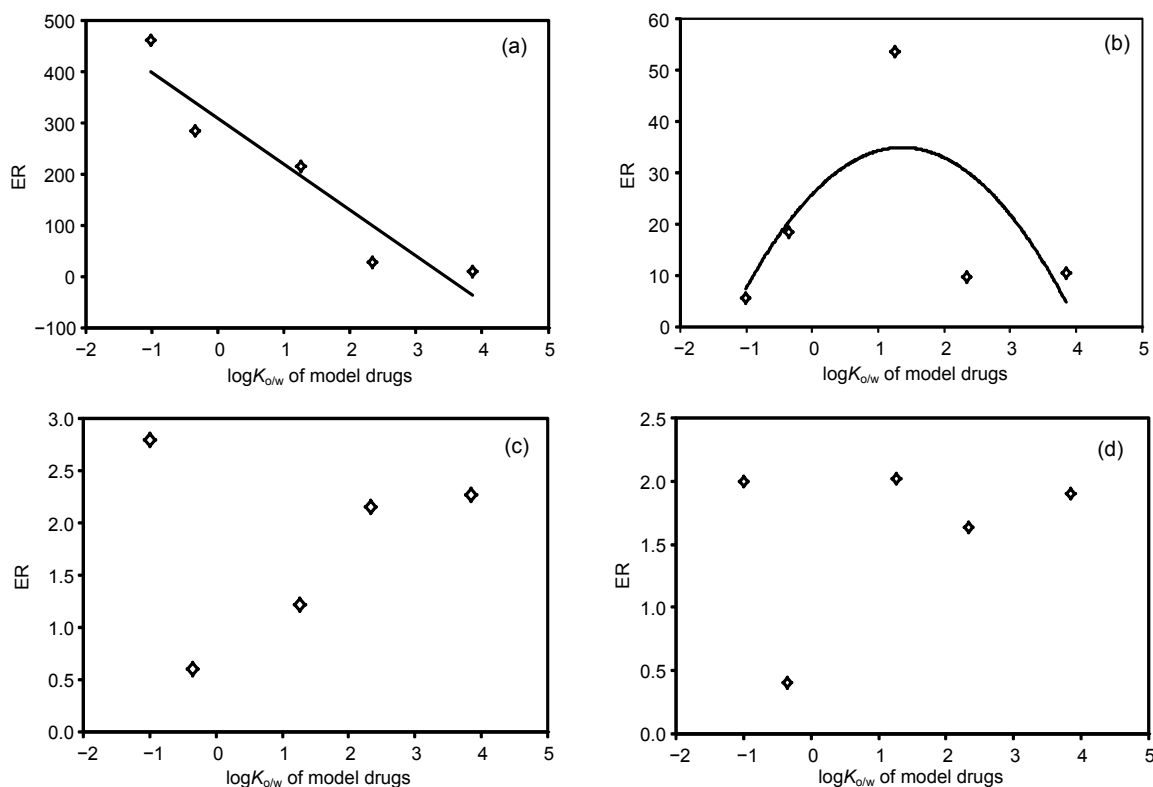 (a)
500
400
300
200
100
0
−100
ER
−2 −1 0 1 2 3 4 5
logKo/w of model drugs
(b)
60
50
40
30
20
10
0
ER
−2 −1 0 1 2 3 4 5
logKo/w of model drugs
(c)
3.0
2.5
2.0
1.5
1.0
0.5
0.0
ER
−2 −1 0 1 2 3 4 5
logKo/w of model drugs
(d)
2.5
2.0
1.5
1.0
0.5
0.0
ER
−2 −1 0 1 2 3 4 5
logKo/w of model drugs